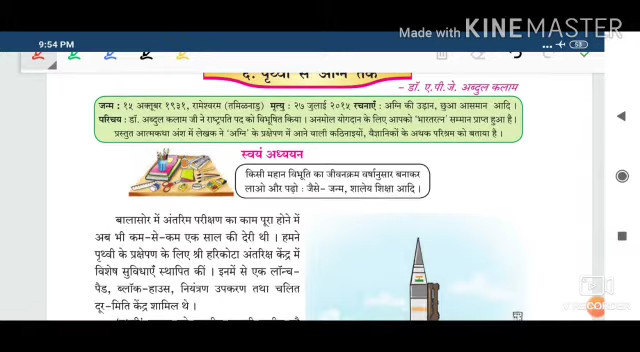 Made with KINEMASTER
9:54 PM
58
६. पृथ्वी से अग्नि तक
- डॉ. ए.पी.जे. अब्दुल कलाम
जन्म : १५ अक्तूबर १९३१, रामेश्वरम (तमिळनाडु) मृत्यु : २७ जुलाई २०१५ रचनाएँ : अग्नि की उड़ान, छुआ आसमान आदि।
परिचय : डॉ. अब्दुल कलाम जी ने राष्ट्रपति पद को विभूषित किया। अनमोल योगदान के लिए आपको 'भारतरत्न' सम्मान प्राप्त हुआ है।
प्रस्तुत आत्मकथा अंश में लेखक ने 'अग्नि' के प्रक्षेपण में आने वाली कठिनाइयों, वैज्ञानिकों के अथक परिश्रम को बताया है।
स्वयं अध्ययन
किसी महान विभूति का जीवनक्रम वर्षानुसार बनाकर
लाओ और पढ़ो : जैसे- जन्म, शालेय शिक्षा आदि।
बालासोर में अंतरिम परीक्षण का काम पूरा होने में
अब भी कम-से-कम एक साल की देरी थी। हमने
पृथ्वी के प्रक्षेपण के लिए श्री हरिकोटा अंतरिक्ष केंद्र में
विशेष सुविधाएँ स्थापित कीं। इनमें से एक लॉन्च-
पैड, ब्लॉक-हाउस, नियंत्रण उपकरण तथा चलित
दूर-मिति केंद्र शामिल थे।